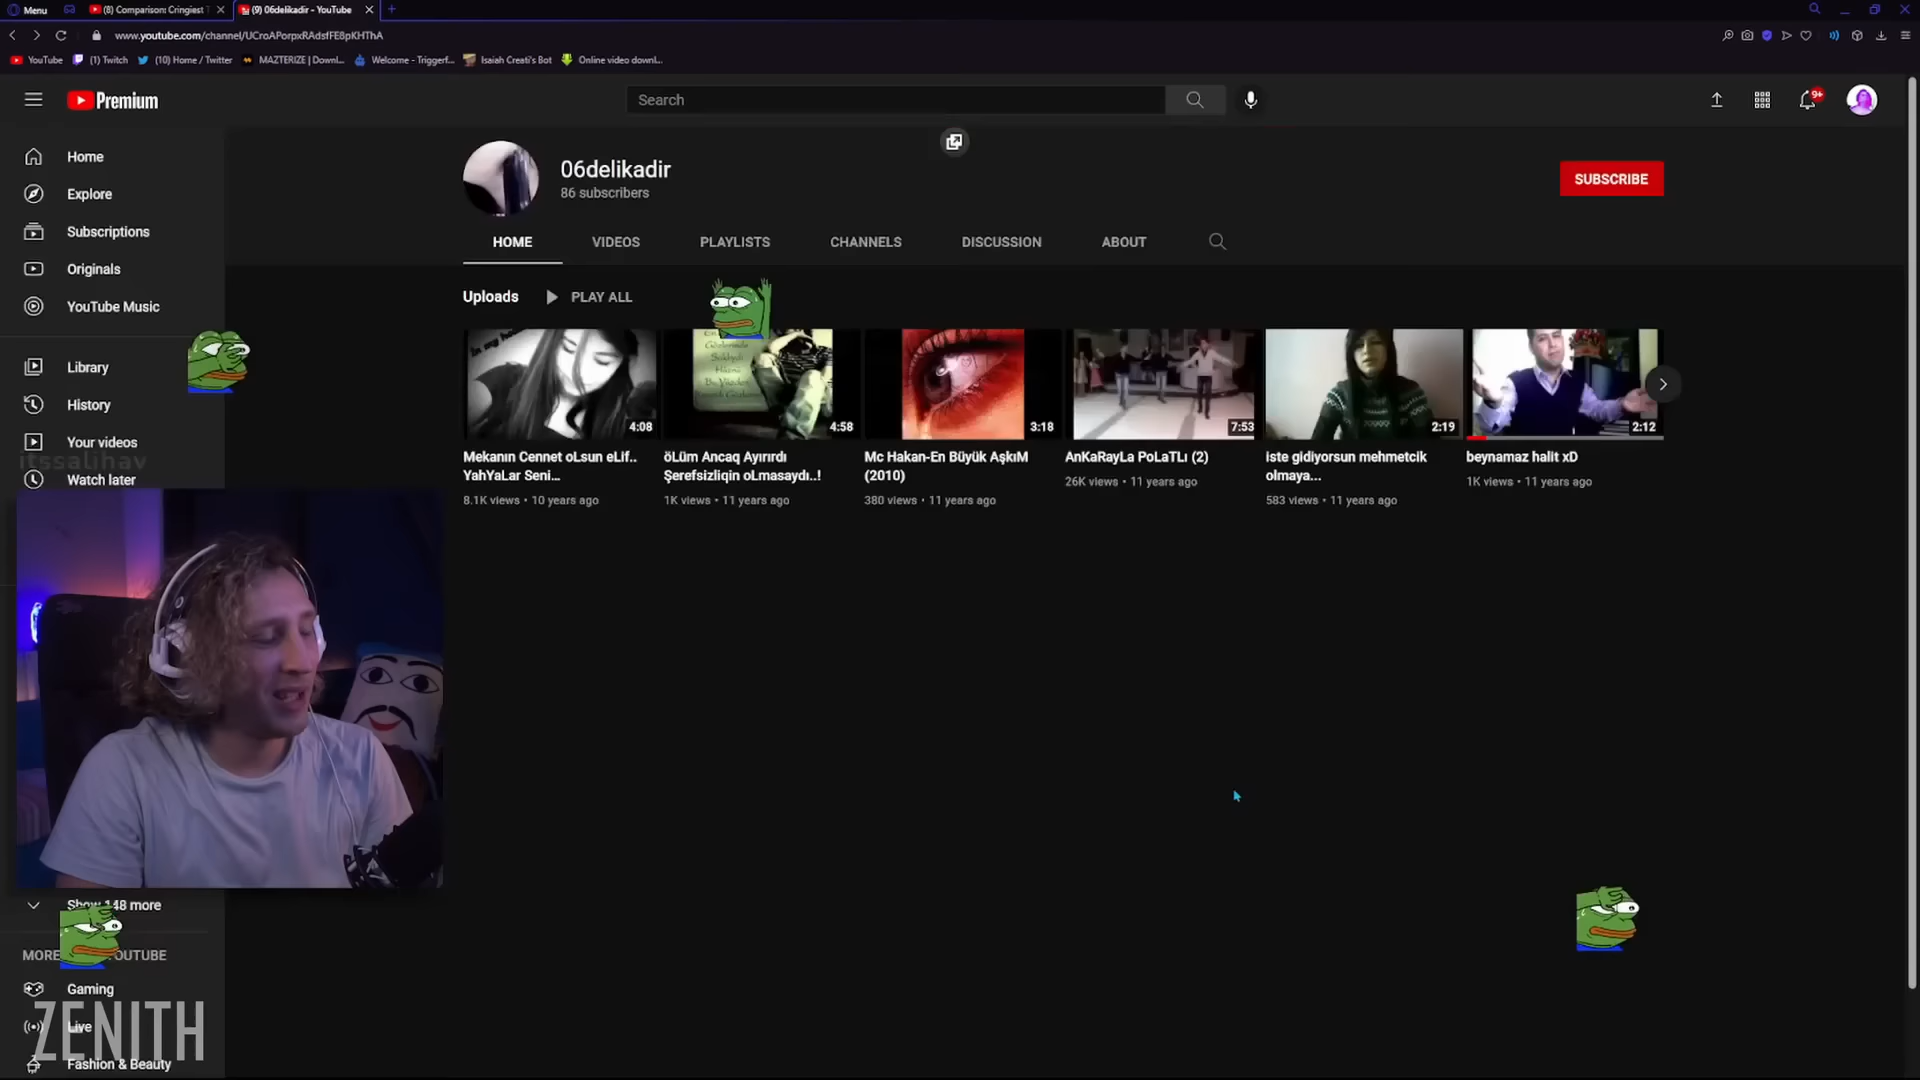 Menu
(8) Comparison: Cringiest T
(9) 06delikadir - YouTube
www.youtube.com/channel/UCroAPorpxRAdsfFE8pKHThA
YouTube
(1) Twitch
(10) Home / Twitter
MAZTERIZE | Downl...
Welcome - Triggerf...
Isaiah Creati's Bot
Online video downl...
Premium
Search
9+
Home
Explore
Subscriptions
Originals
YouTube Music
Library
History
Your videos
itssalihav
Watch later
Show 148 more
MORE
OUTUBE
Gaming
Live
ZENITH
Fashion & Beauty
06delikadir
86 subscribers
SUBSCRIBE
HOME
VIDEOS
PLAYLISTS
CHANNELS
DISCUSSION
ABOUT
Uploads
PLAY ALL
4:08
Mekanın Cennet oLsun eLif..
YahYaLar Seni...
8.1K views • 10 years ago
4:58
öLüm Ancaq Ayırırdı
Şerefsizliqin oLmasaydı..!
1K views • 11 years ago
3:18
Mc Hakan-En Büyük AşkıM
(2010)
380 views • 11 years ago
7:53
AnKaRayLa PoLaTLı (2)
26K views • 11 years ago
2:19
iste gidiyorsun mehmetcik
olmaya...
583 views • 11 years ago
2:12
beynamaz halit xD
1K views • 11 years ago